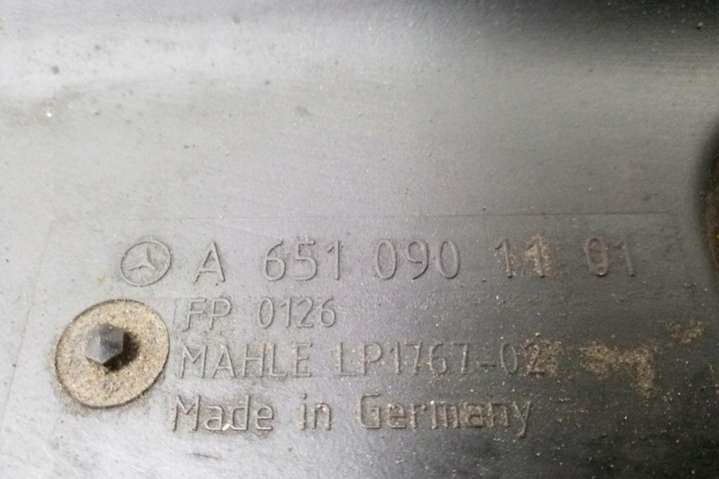 A 651 090 11 01
FP 0126
MAHLE LP1767-02
Made in Germany